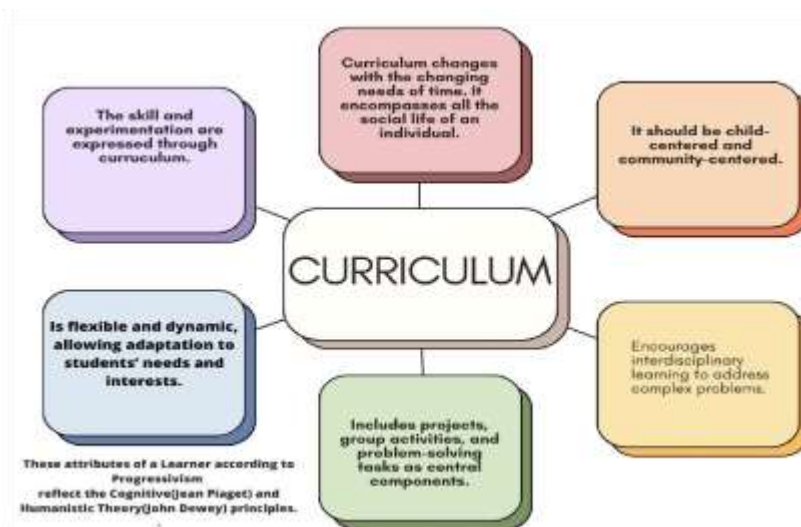 Curriculum changes
with the changing
needs of time. It
encompasses all the
social life of an
individual.
The skill and
experimentation are
expressed through
curuculum.
It should be child-
centered and
community-centered.
CURRICULUM
Is flexible and dynamic,
allowing adaptation to
students' needs and
interests.
Encourages
interdisciplinary
learning to address
complex problems.
Includes projects,
group activities, and
problem-solving
tasks as central
components.
These attributes of a Learner according to
Progressivism
reflect the Cognitive(Jean Piaget) and
Humanistic Theory(John Dewey) principles.